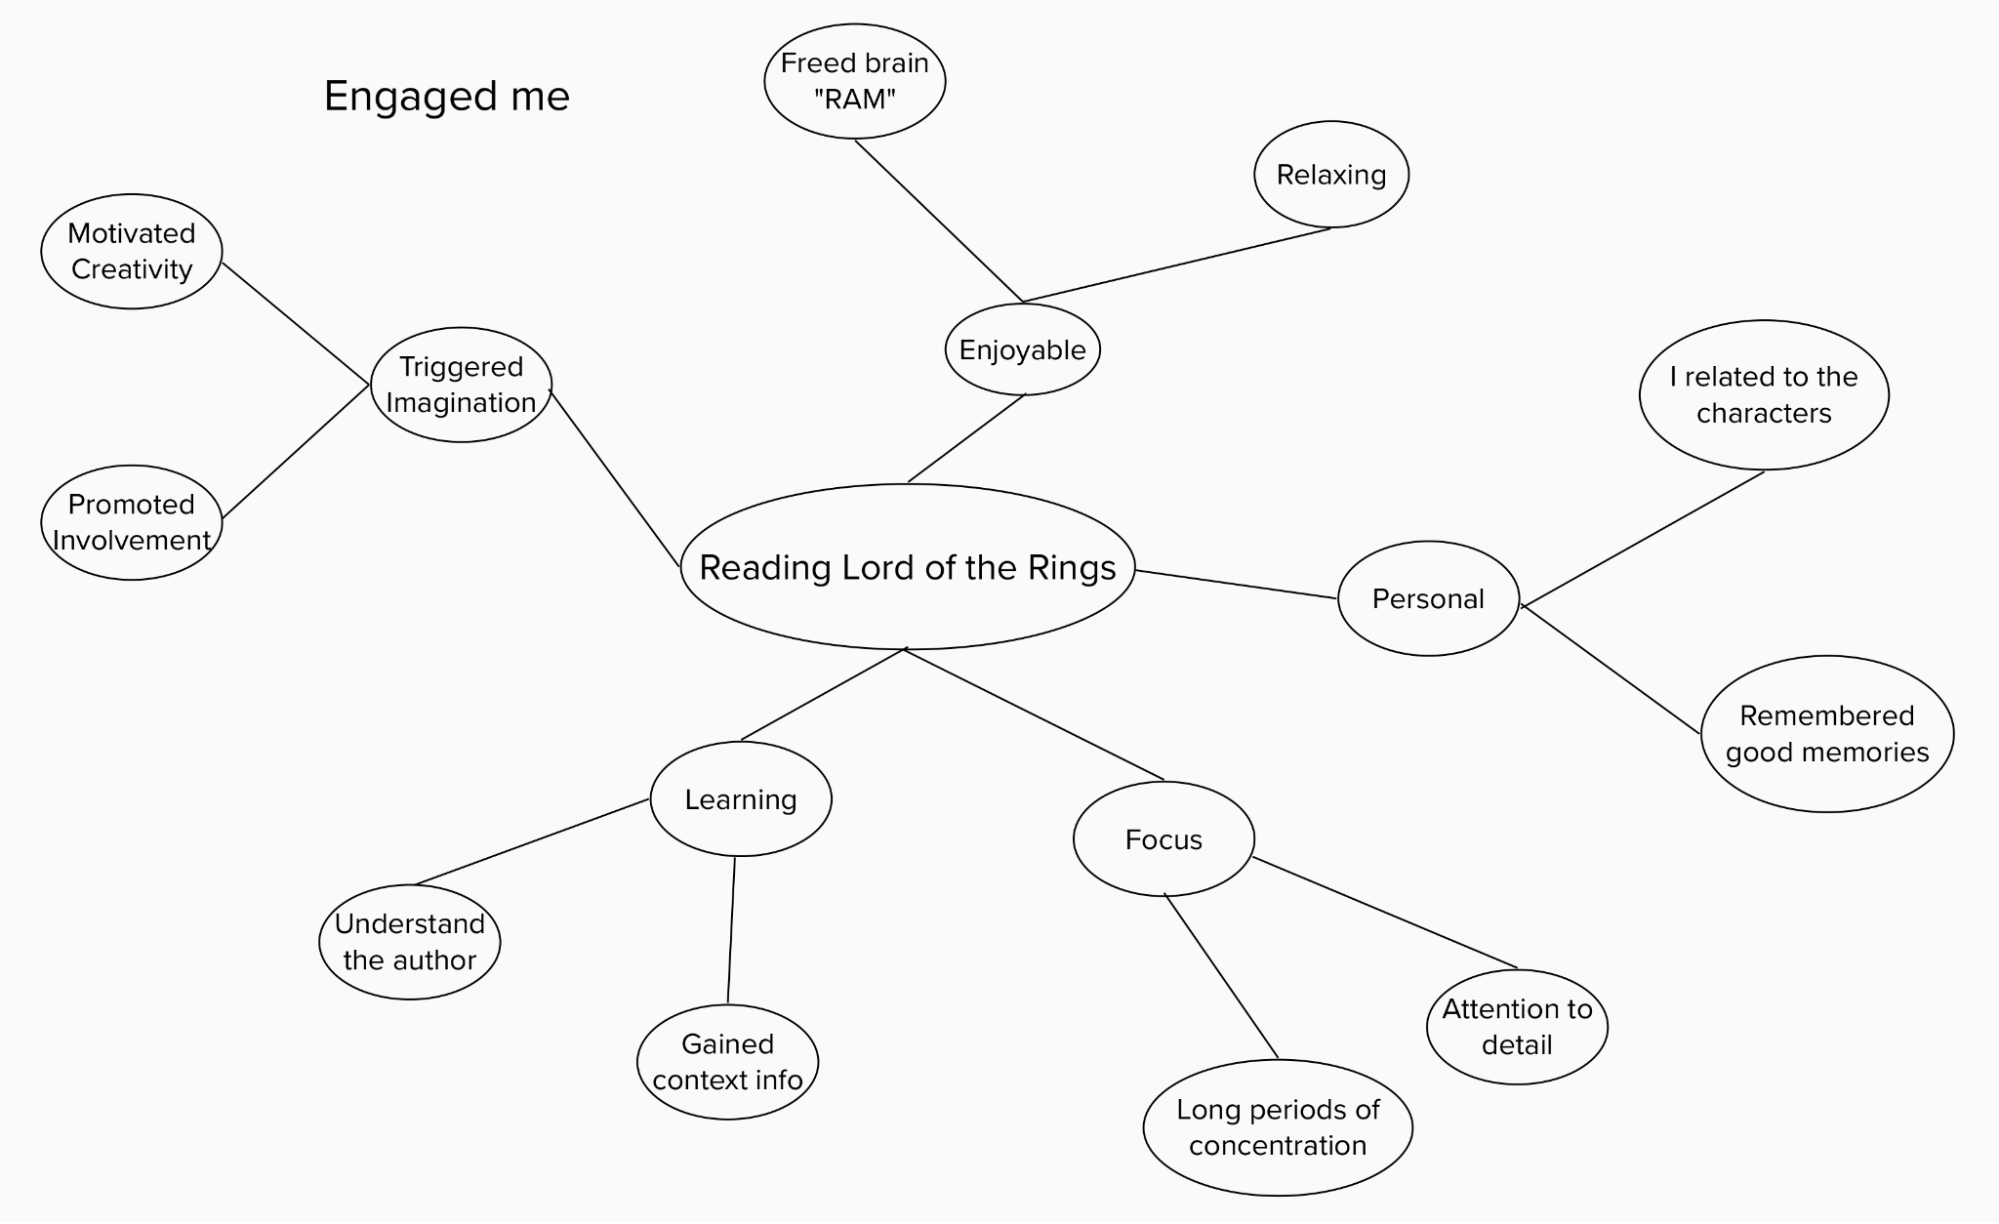 Engaged me
Freed brain
"RAM"
Relaxing
Motivated
Creativity
Triggered
Imagination
Promoted
Involvement
Enjoyable
I related to the
characters
Reading Lord of the Rings
Personal
Remembered
good memories
Learning
Focus
Understand
the author
Gained
context info
Attention to
detail
Long periods of
concentration